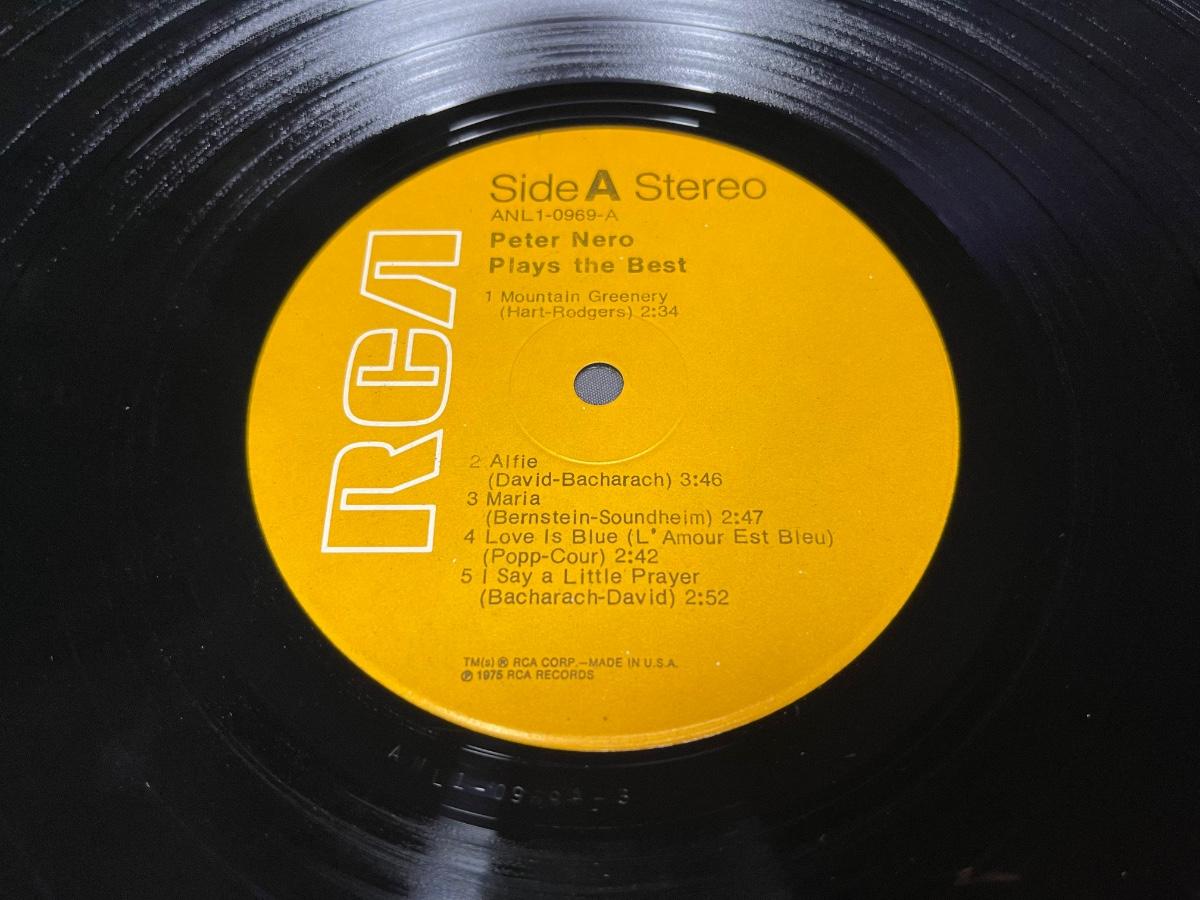 RCA
Side A Stereo
ANL1-0969-A
Peter Nero
Plays the Best
1 Mountain Greenery
(Hart-Rodgers) 2:34
2 Alfie
(David-Bacharach) 3:46
3 Maria
(Bernstein-Soundheim) 2:47
4 Love Is Blue (L'Amour Est Bleu)
(Popp-Cour) 2:42
5 I Say a Little Prayer
(Bacharach-David) 2:52
TM(s) ® RCA CORP.—MADE IN U.S.A.
℗ 1975 RCA RECORDS